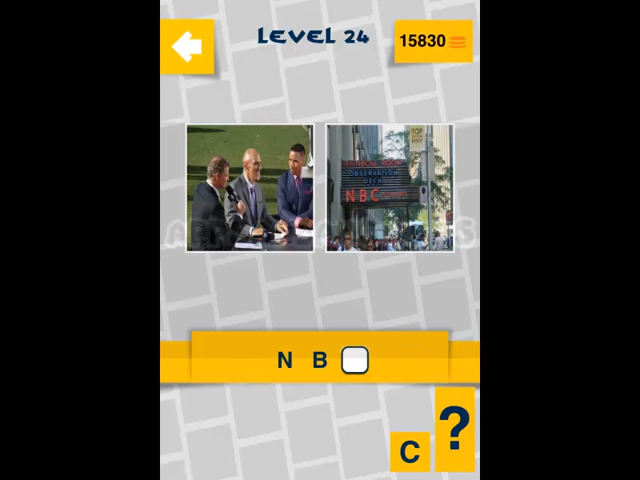 LEVEL 24
15830
TOP
OBSERVATION
DECK
NBC
N B
C
?